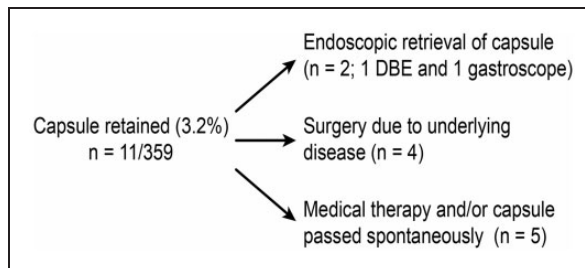 Endoscopic retrieval of capsule
(n = 2; 1 DBE and 1 gastroscope)
Capsule retained (3.2%)
n = 11/359
Surgery due to underlying
disease (n = 4)
Medical therapy and/or capsule
passed spontaneously (n = 5)